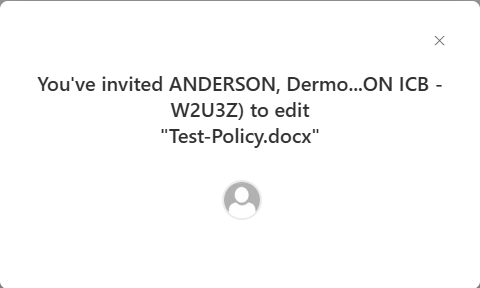 You've invited ANDERSON, Dermo...ON ICB -
W2U3Z) to edit
"Test-Policy.docx"